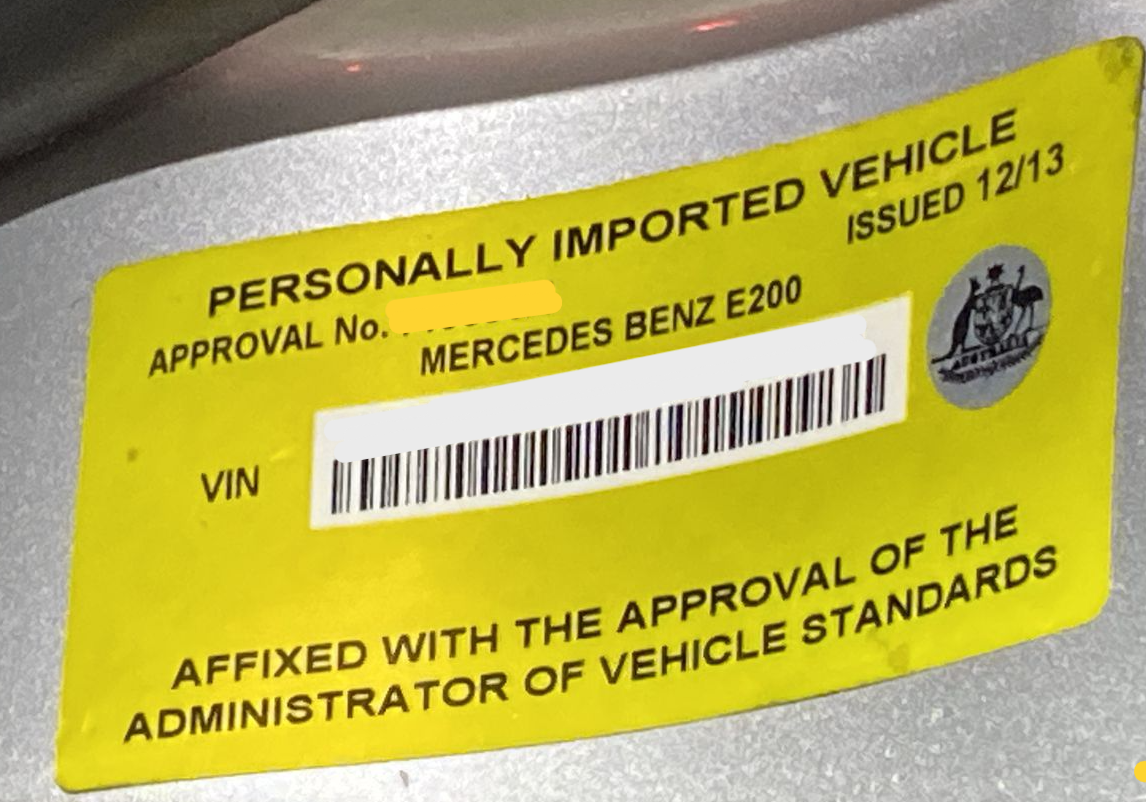 PERSONALLY IMPORTED VEHICLE
ISSUED 12/13
APPROVAL No.
MERCEDES BENZ E200
VIN
AUSTRALIA
AFFIXED WITH THE APPROVAL OF THE
ADMINISTRATOR OF VEHICLE STANDARDS